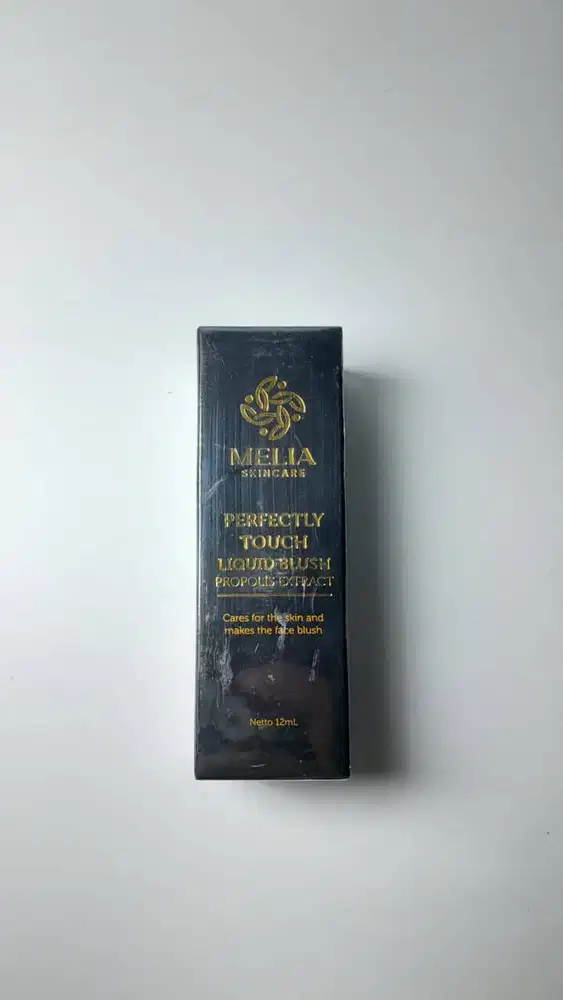 MELIA
SKINCARE
PERFECTLY
TOUCH
LIQUID BLUSH
PROPOLIS EXTRACT
Cares for the skin and
makes the face blush
Netto 12mL